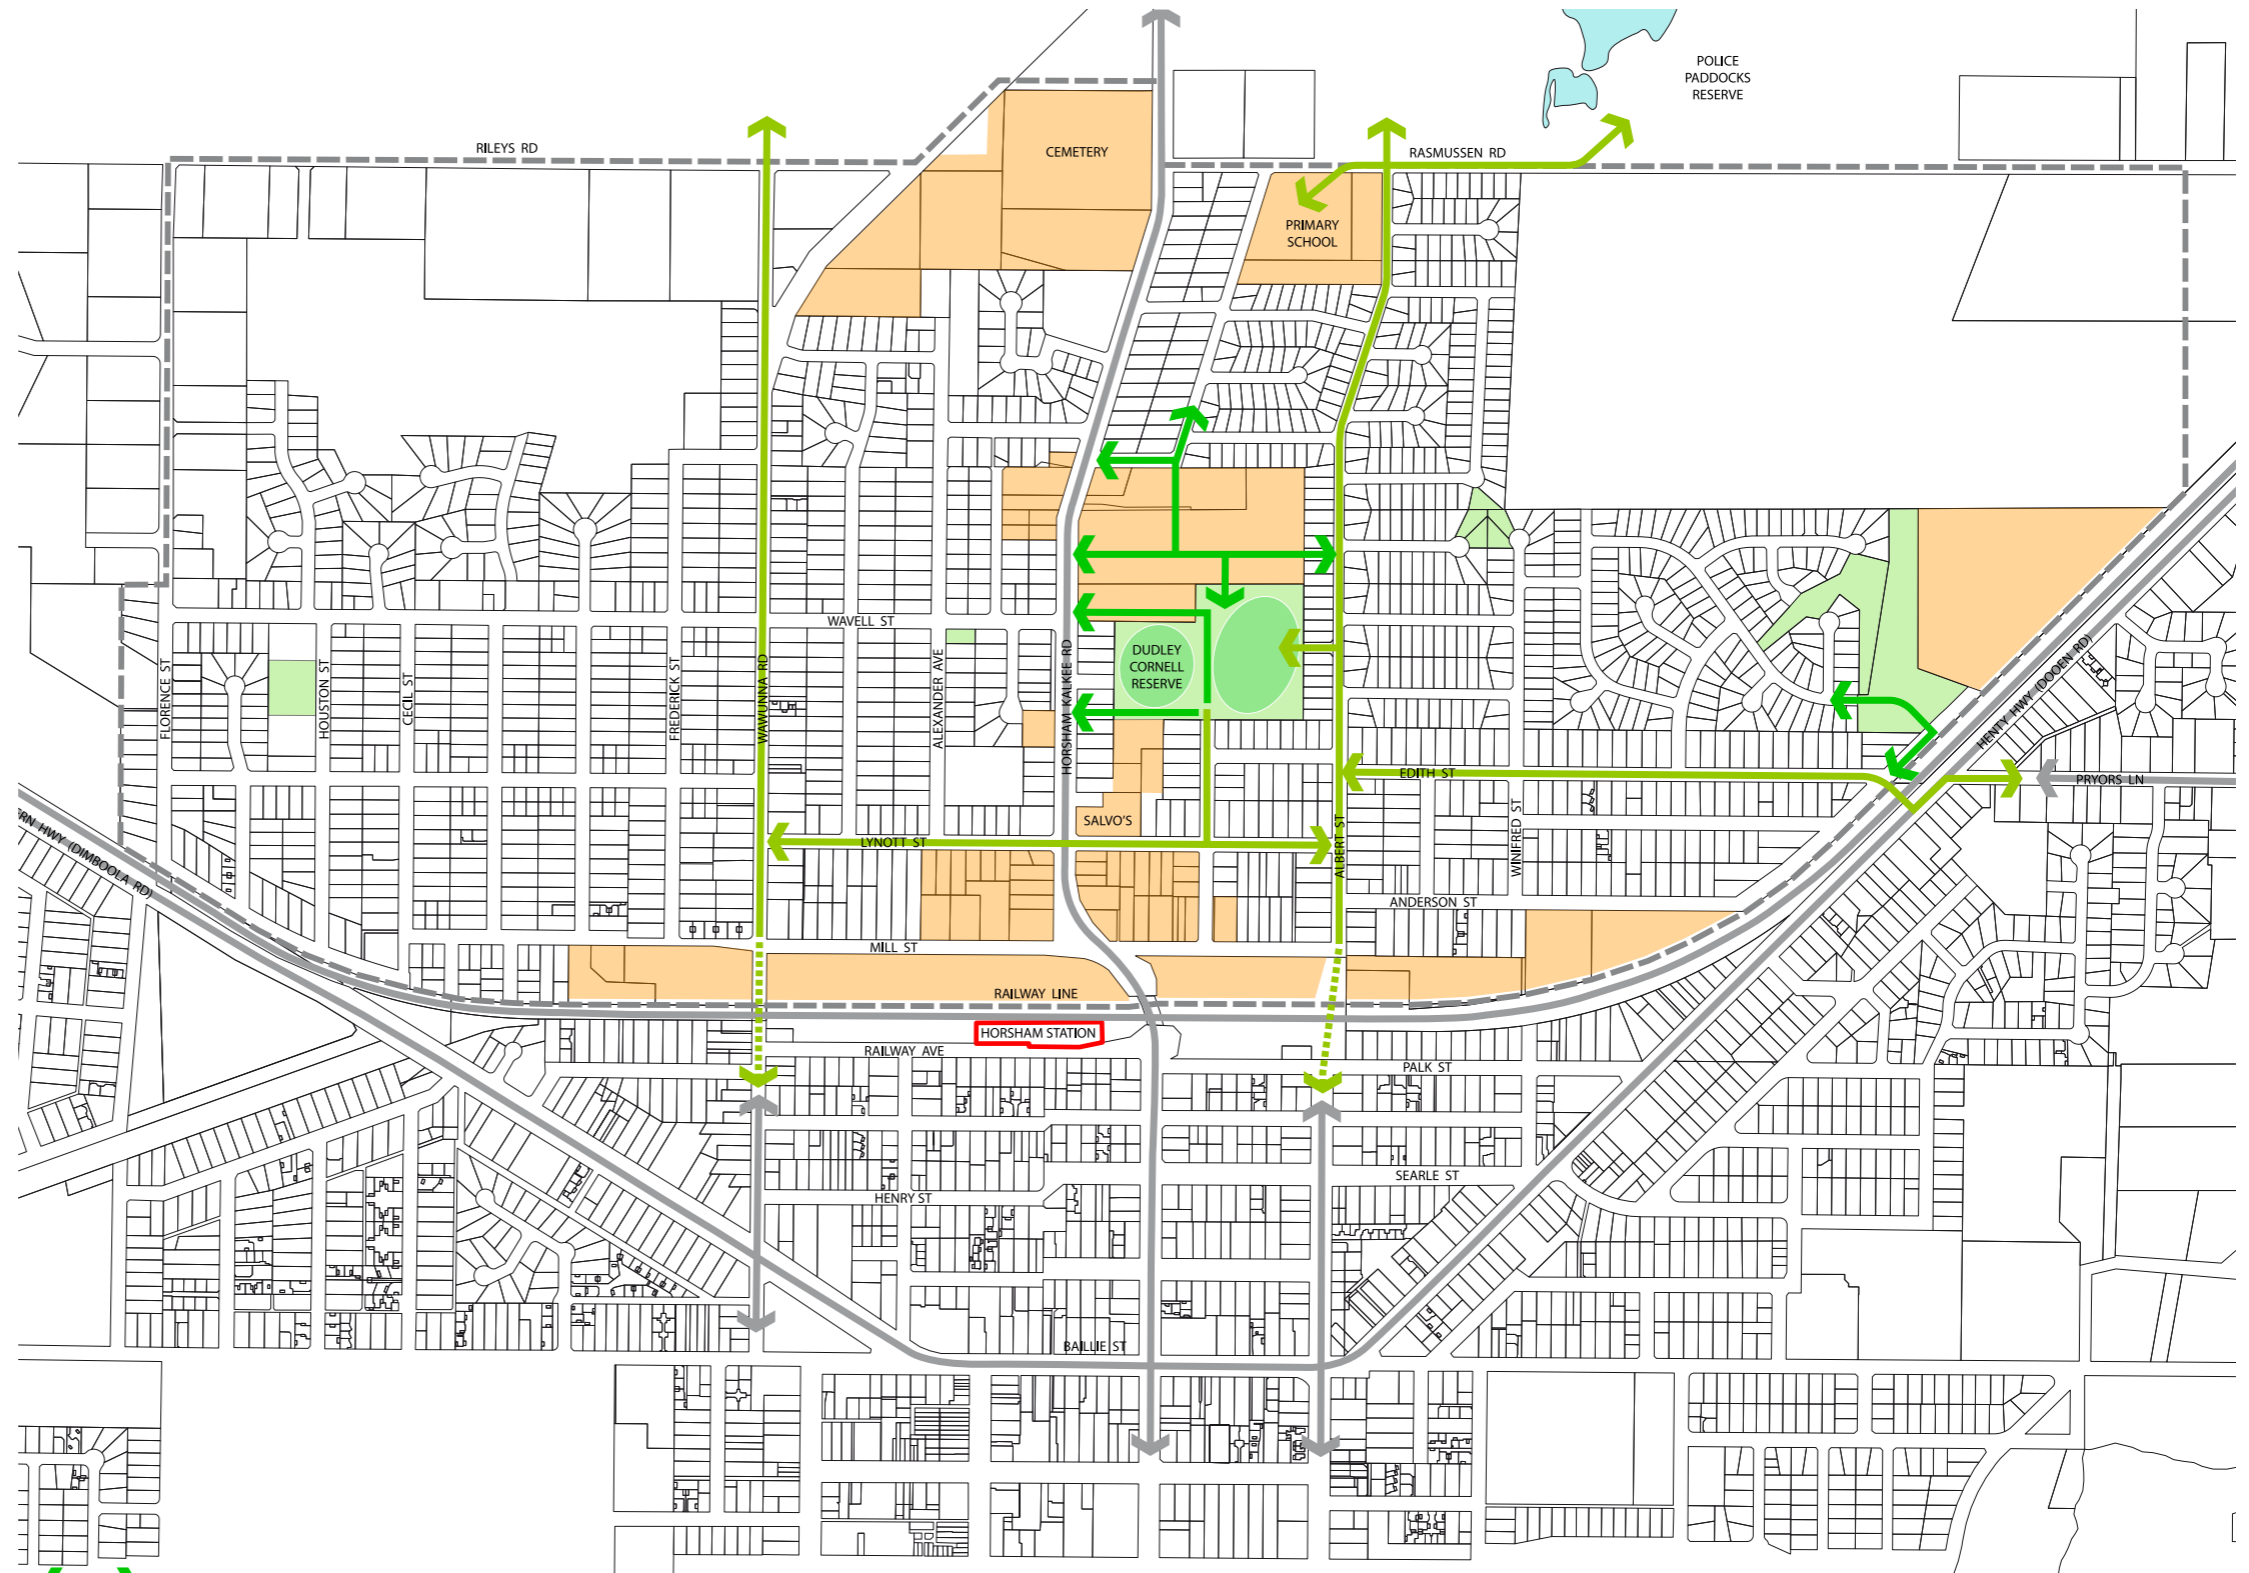 POLICE
PADDOCKS
RESERVE
RILEYS RD
CEMETERY
RASMUSSEN RD
PRIMARY
SCHOOL
WAVELL ST
FLORENCE ST
HOUSTON ST
CECIL ST
FREDERICK ST
WAWUNNA RD
ALEXANDER AVE
HORSHAM KALKEE RD
DUDLEY
CORNELL
RESERVE
HENTY HWY (DOOEN RD)
EDITH ST
PRYORS LN
SALVO'S
LYNOTT ST
ALBERT ST
WINIFRED ST
ERN HWY (DIMBOOLA RD)
ANDERSON ST
MILL ST
RAILWAY LINE
HORSHAM STATION
RAILWAY AVE
PALK ST
SEARLE ST
HENRY ST
BAILLIE ST